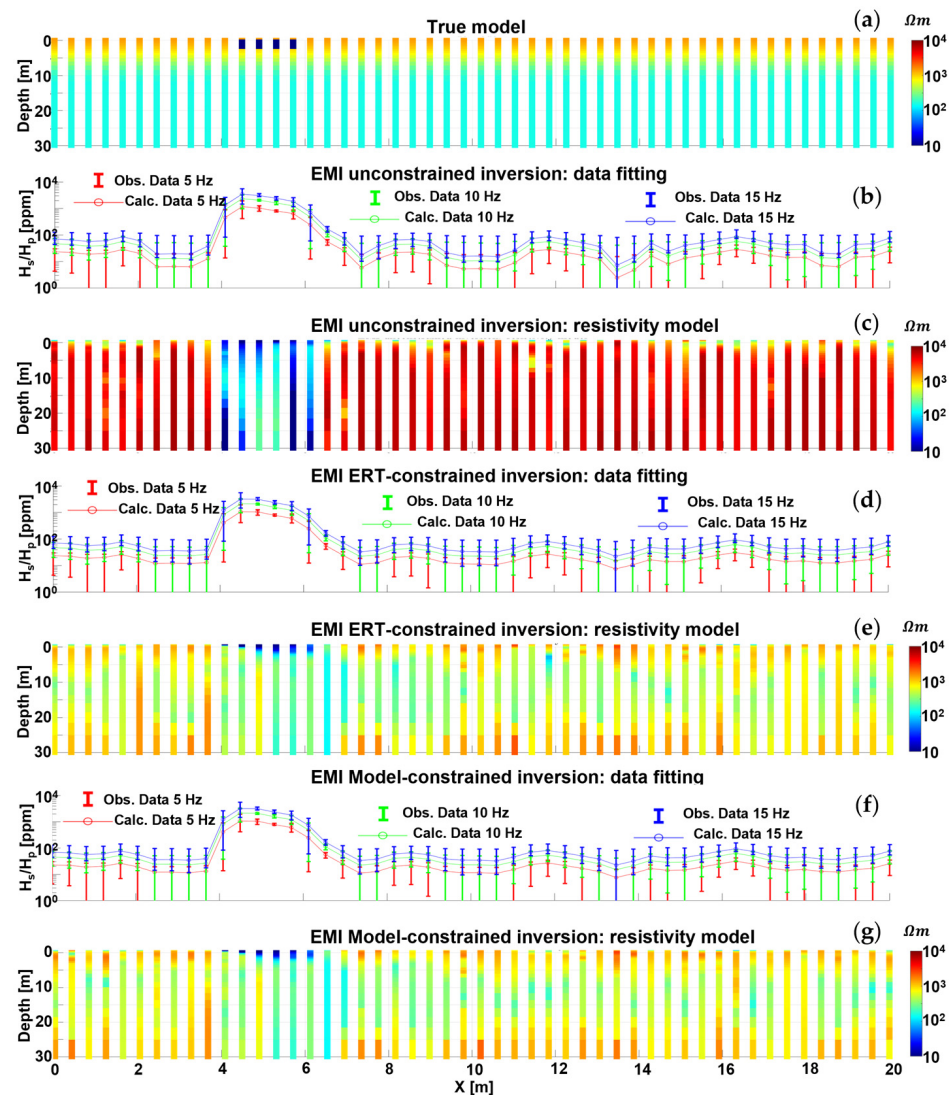 True model (a) Ωm
0 10 20 30
Depth [m]
10⁴ 10³ 10² 10
EMI unconstrained inversion: data fitting (b)
10⁴ 10² 10⁰
Hₛ/Hₚ [ppm]
Obs. Data 5 Hz Obs. Data 10 Hz Obs. Data 15 Hz
Calc. Data 5 Hz Calc. Data 10 Hz Calc. Data 15 Hz
EMI unconstrained inversion: resistivity model (c) Ωm
0 10 20 30
Depth [m]
10⁴ 10³ 10² 10
EMI ERT-constrained inversion: data fitting (d)
10⁴ 10² 10⁰
Hₛ/Hₚ [ppm]
Obs. Data 5 Hz Obs. Data 10 Hz Obs. Data 15 Hz
Calc. Data 5 Hz Calc. Data 10 Hz Calc. Data 15 Hz
EMI ERT-constrained inversion: resistivity model (e) Ωm
0 10 20 30
Depth [m]
10⁴ 10³ 10² 10
EMI Model-constrained inversion: data fitting (f)
10⁴ 10² 10⁰
Hₛ/Hₚ [ppm]
Obs. Data 5 Hz Obs. Data 10 Hz Obs. Data 15 Hz
Calc. Data 5 Hz Calc. Data 10 Hz Calc. Data 15 Hz
EMI Model-constrained inversion: resistivity model (g) Ωm
0 10 20 30
Depth [m]
10⁴ 10³ 10² 10
0 2 4 6 8 10 12 14 16 18 20
X [m]